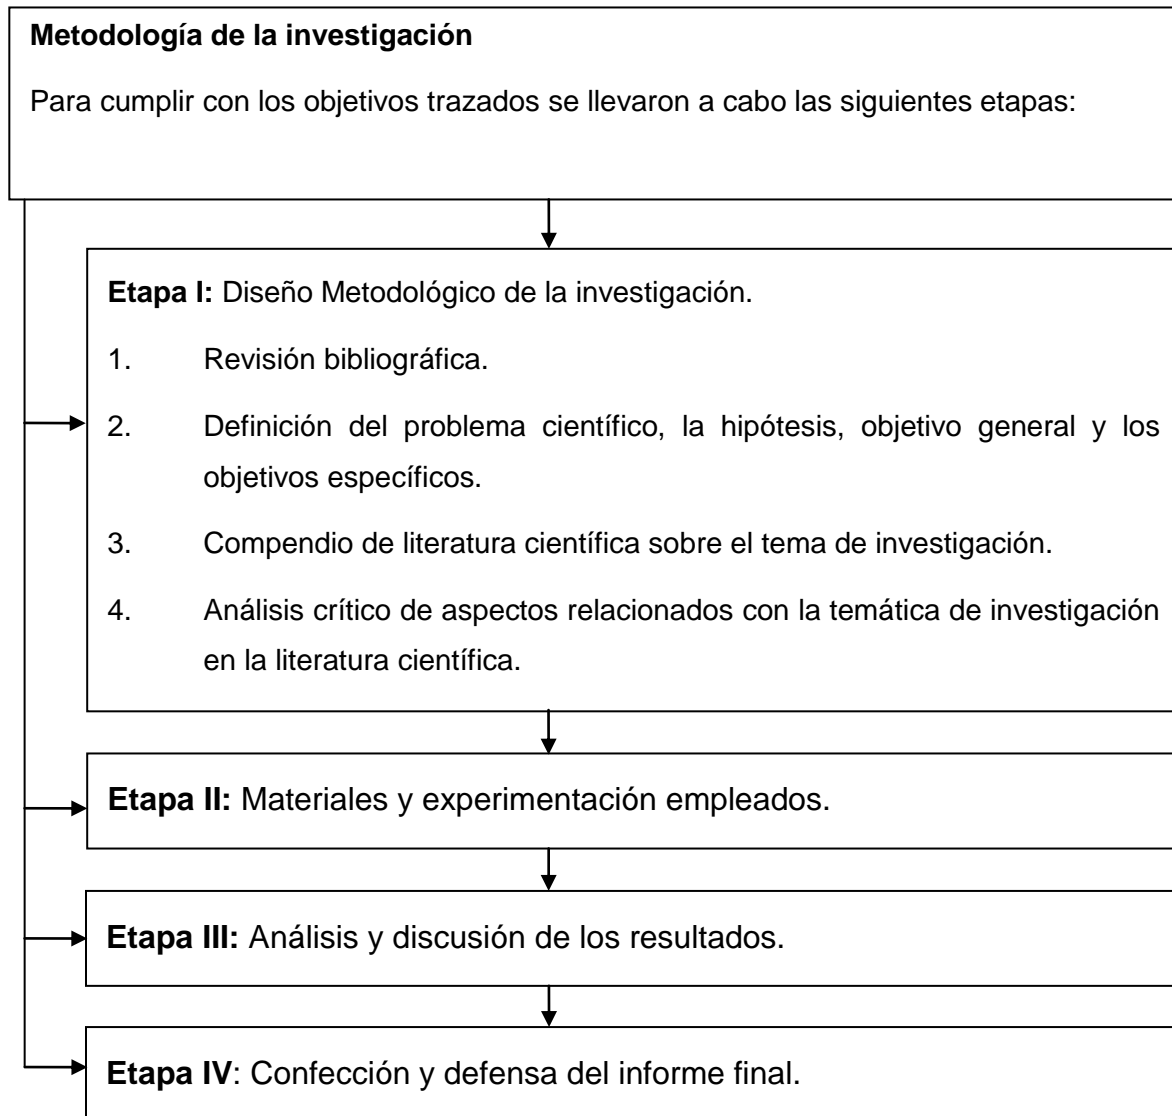 Metodología de la investigación
Para cumplir con los objetivos trazados se llevaron a cabo las siguientes etapas:
Etapa I: Diseño Metodológico de la investigación.
1. Revisión bibliográfica.
2. Definición del problema científico, la hipótesis, objetivo general y los
objetivos específicos.
3. Compendio de literatura científica sobre el tema de investigación.
4. Análisis crítico de aspectos relacionados con la temática de investigación
en la literatura científica.
Etapa II: Materiales y experimentación empleados.
Etapa III: Análisis y discusión de los resultados.
Etapa IV: Confección y defensa del informe final.